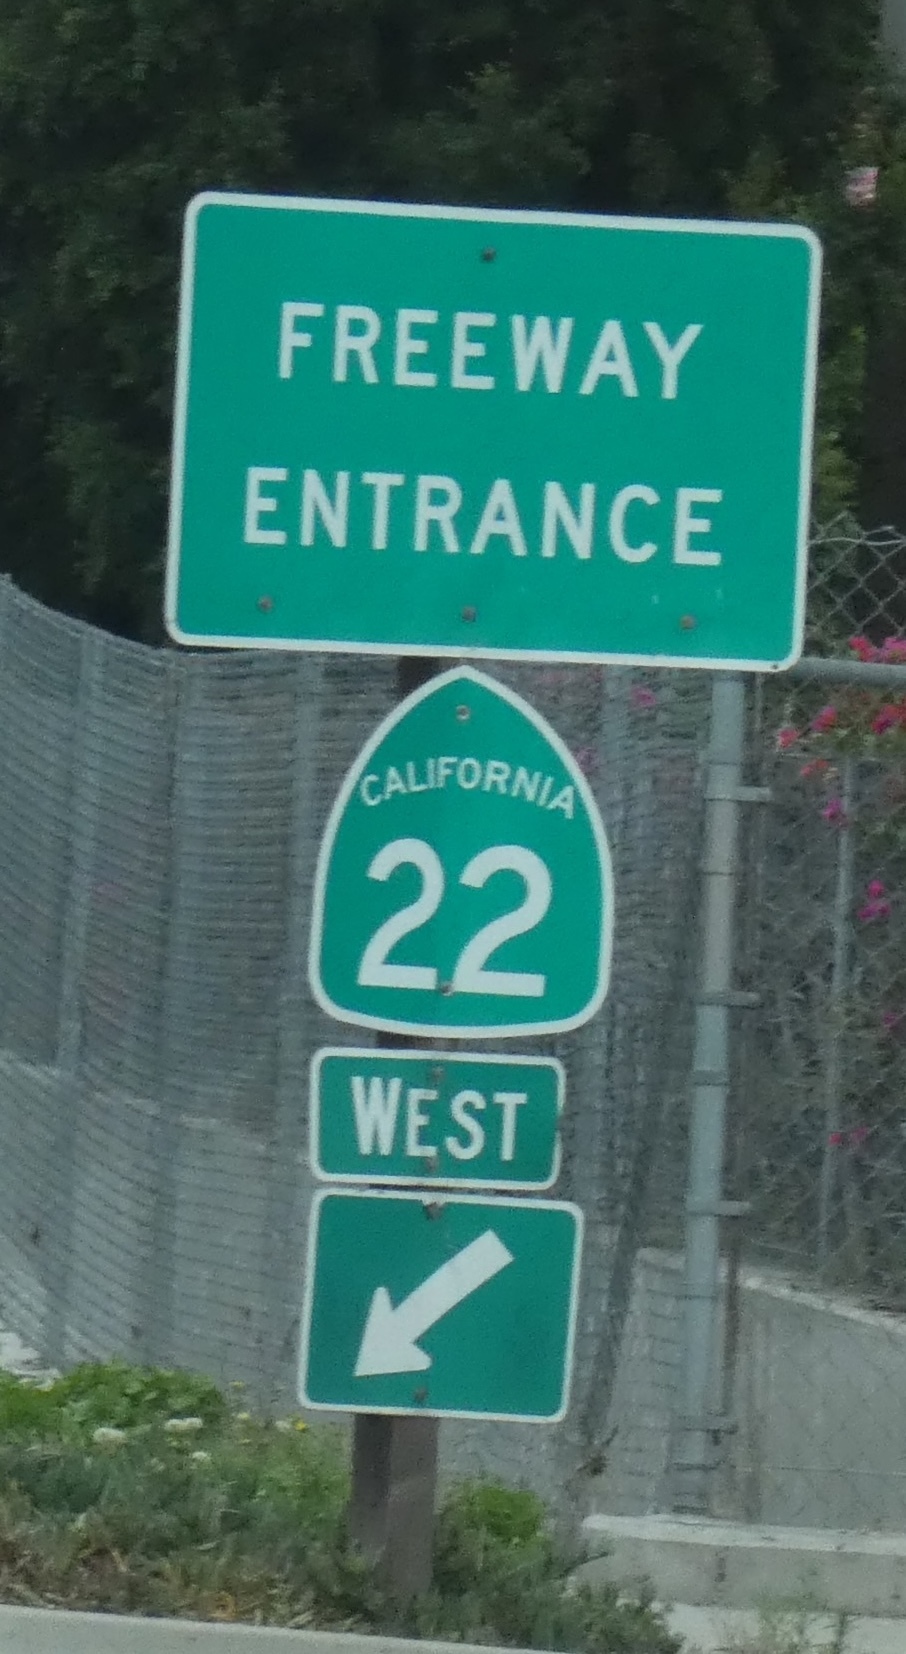 FREEWAY
ENTRANCE
CALIFORNIA
22
WEST